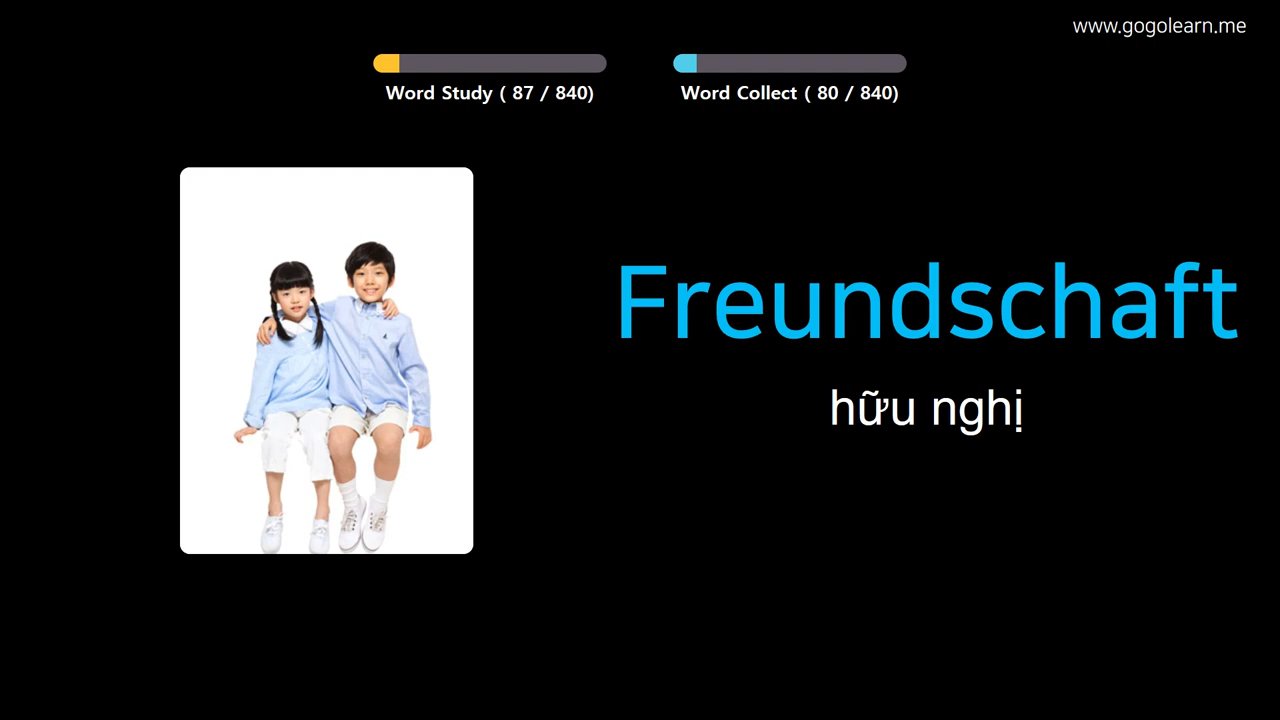 www.gogolearn.me
Word Study ( 87 / 840)
Word Collect ( 80 / 840)
Freundschaft
hữu nghị